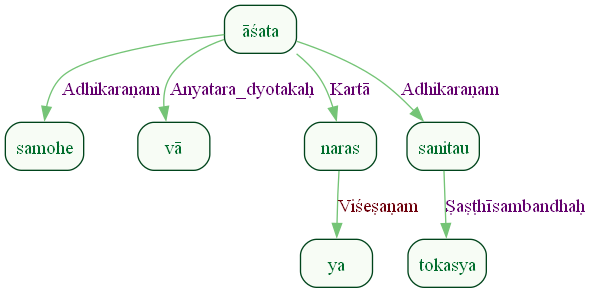 āśata
Adhikaraṇam Anyatara_dyotakaḥ Kartā Adhikaraṇam
samohe vā naras sanitau
Viśeṣaṇam Ṣaṣṭhīsambandhaḥ
ya tokasya